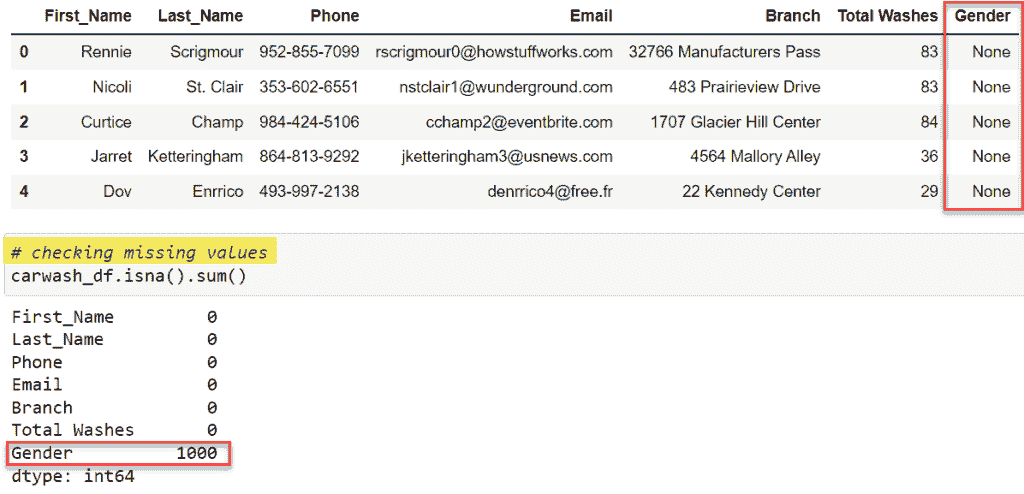 First_Name Last_Name Phone Email Branch Total Washes Gender
0 Rennie Scrigmour 952-855-7099 rscrigmour0@howstuffworks.com 32766 Manufacturers Pass 83 None
1 Nicoli St. Clair 353-602-6551 nstclair1@wunderground.com 483 Prairieview Drive 83 None
2 Curtice Champ 984-424-5106 cchamp2@eventbrite.com 1707 Glacier Hill Center 84 None
3 Jarret Ketteringham 864-813-9292 jketteringham3@usnews.com 4564 Mallory Alley 36 None
4 Dov Enrrico 493-997-2138 denrrico4@free.fr 22 Kennedy Center 29 None
# checking missing values
carwash_df.isna().sum()
First_Name 0
Last_Name 0
Phone 0
Email 0
Branch 0
Total Washes 0
Gender 1000
dtype: int64